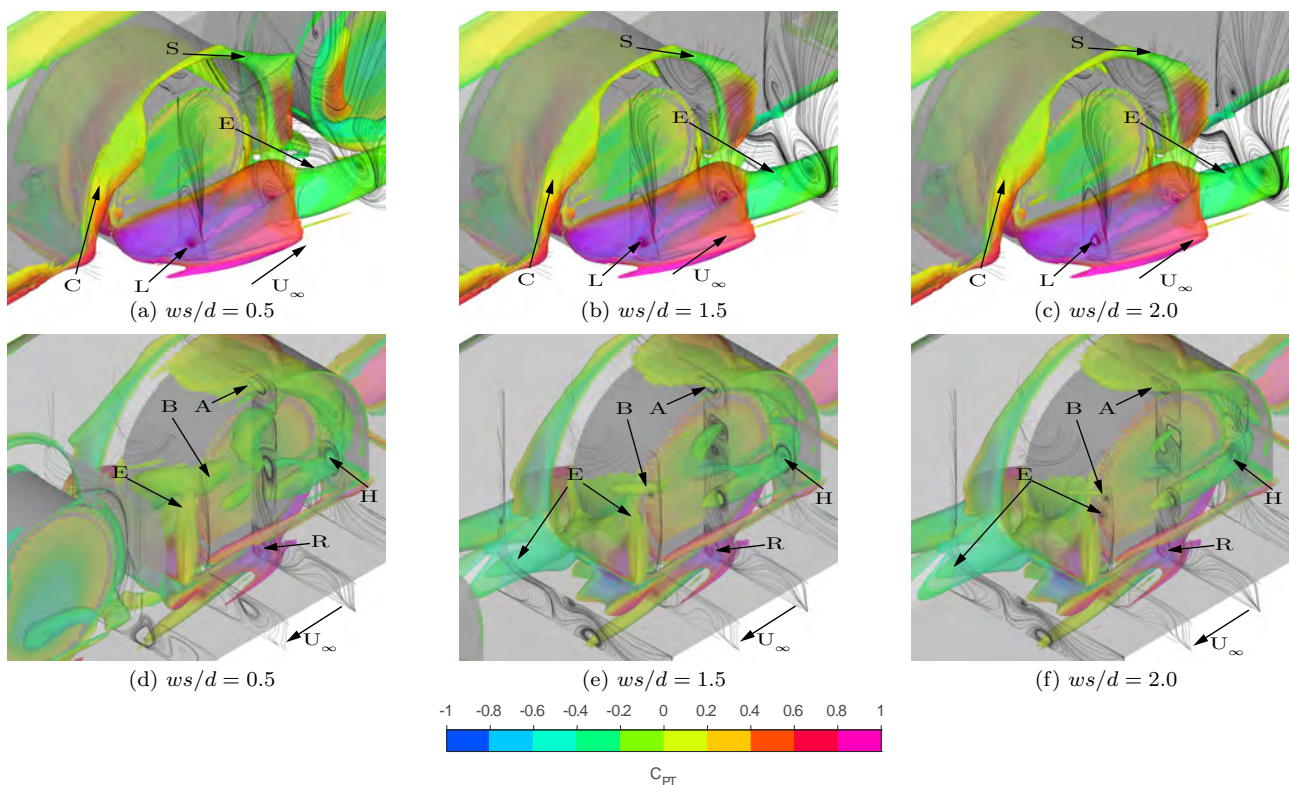 S
E
C
L
U∞
(a) ws/d = 0.5
S
E
C
L
U∞
(b) ws/d = 1.5
S
E
C
L
U∞
(c) ws/d = 2.0
B A
E
H
R
U∞
(d) ws/d = 0.5
B A
E
H
R
U∞
(e) ws/d = 1.5
B A
E
H
R
U∞
(f) ws/d = 2.0
-1 -0.8 -0.6 -0.4 -0.2 0 0.2 0.4 0.6 0.8 1
C_PT